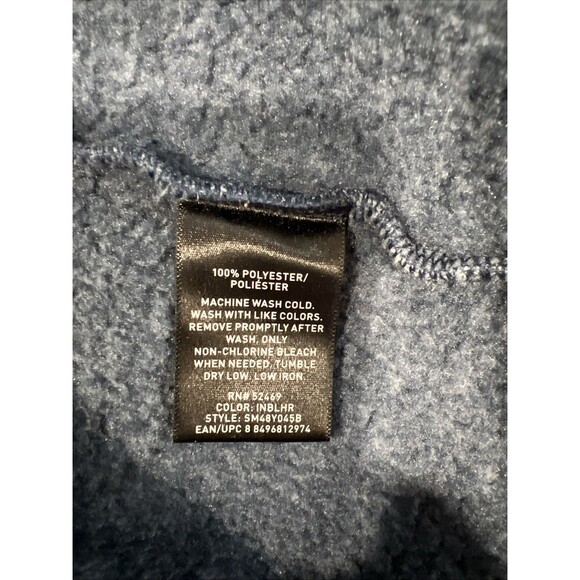 100% POLYESTER/
POLIÉSTER
MACHINE WASH COLD.
WASH WITH LIKE COLORS.
REMOVE PROMPTLY AFTER
WASH, ONLY
NON-CHLORINE BLEACH
WHEN NEEDED, TUMBLE
DRY LOW, LOW IRON.
RN# 52469
COLOR: INBLHR
STYLE: SM48Y045B
EAN/UPC 8 8496812974